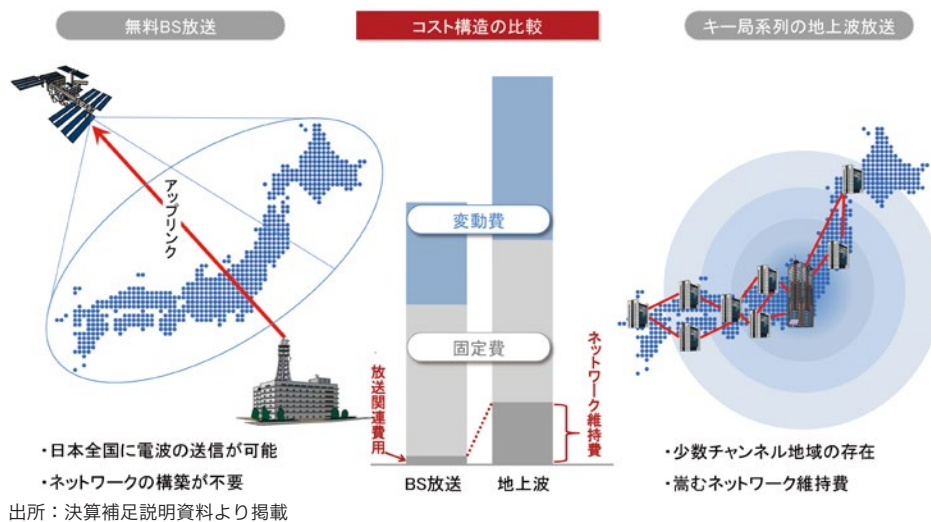 無料BS放送
コスト構造の比較
キー局系列の地上波放送
アップリンク
変動費
固定費
放送関連費用
ネットワーク維持費
BS放送
地上波
・日本全国に電波の送信が可能
・ネットワークの構築が不要
・少数チャンネル地域の存在
・嵩むネットワーク維持費
出所：決算補足説明資料より掲載